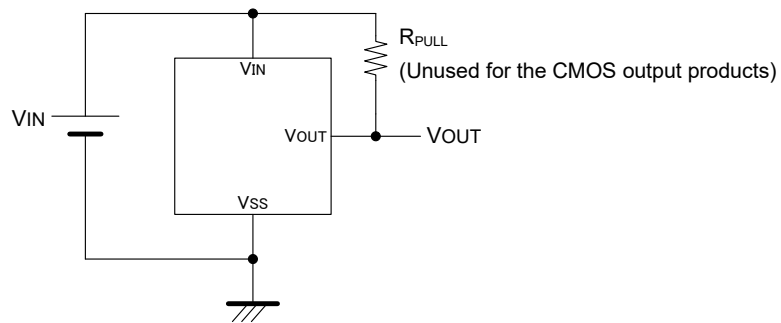 RPULL
(Unused for the CMOS output products)
VIN
VIN
VOUT
VOUT
VSS